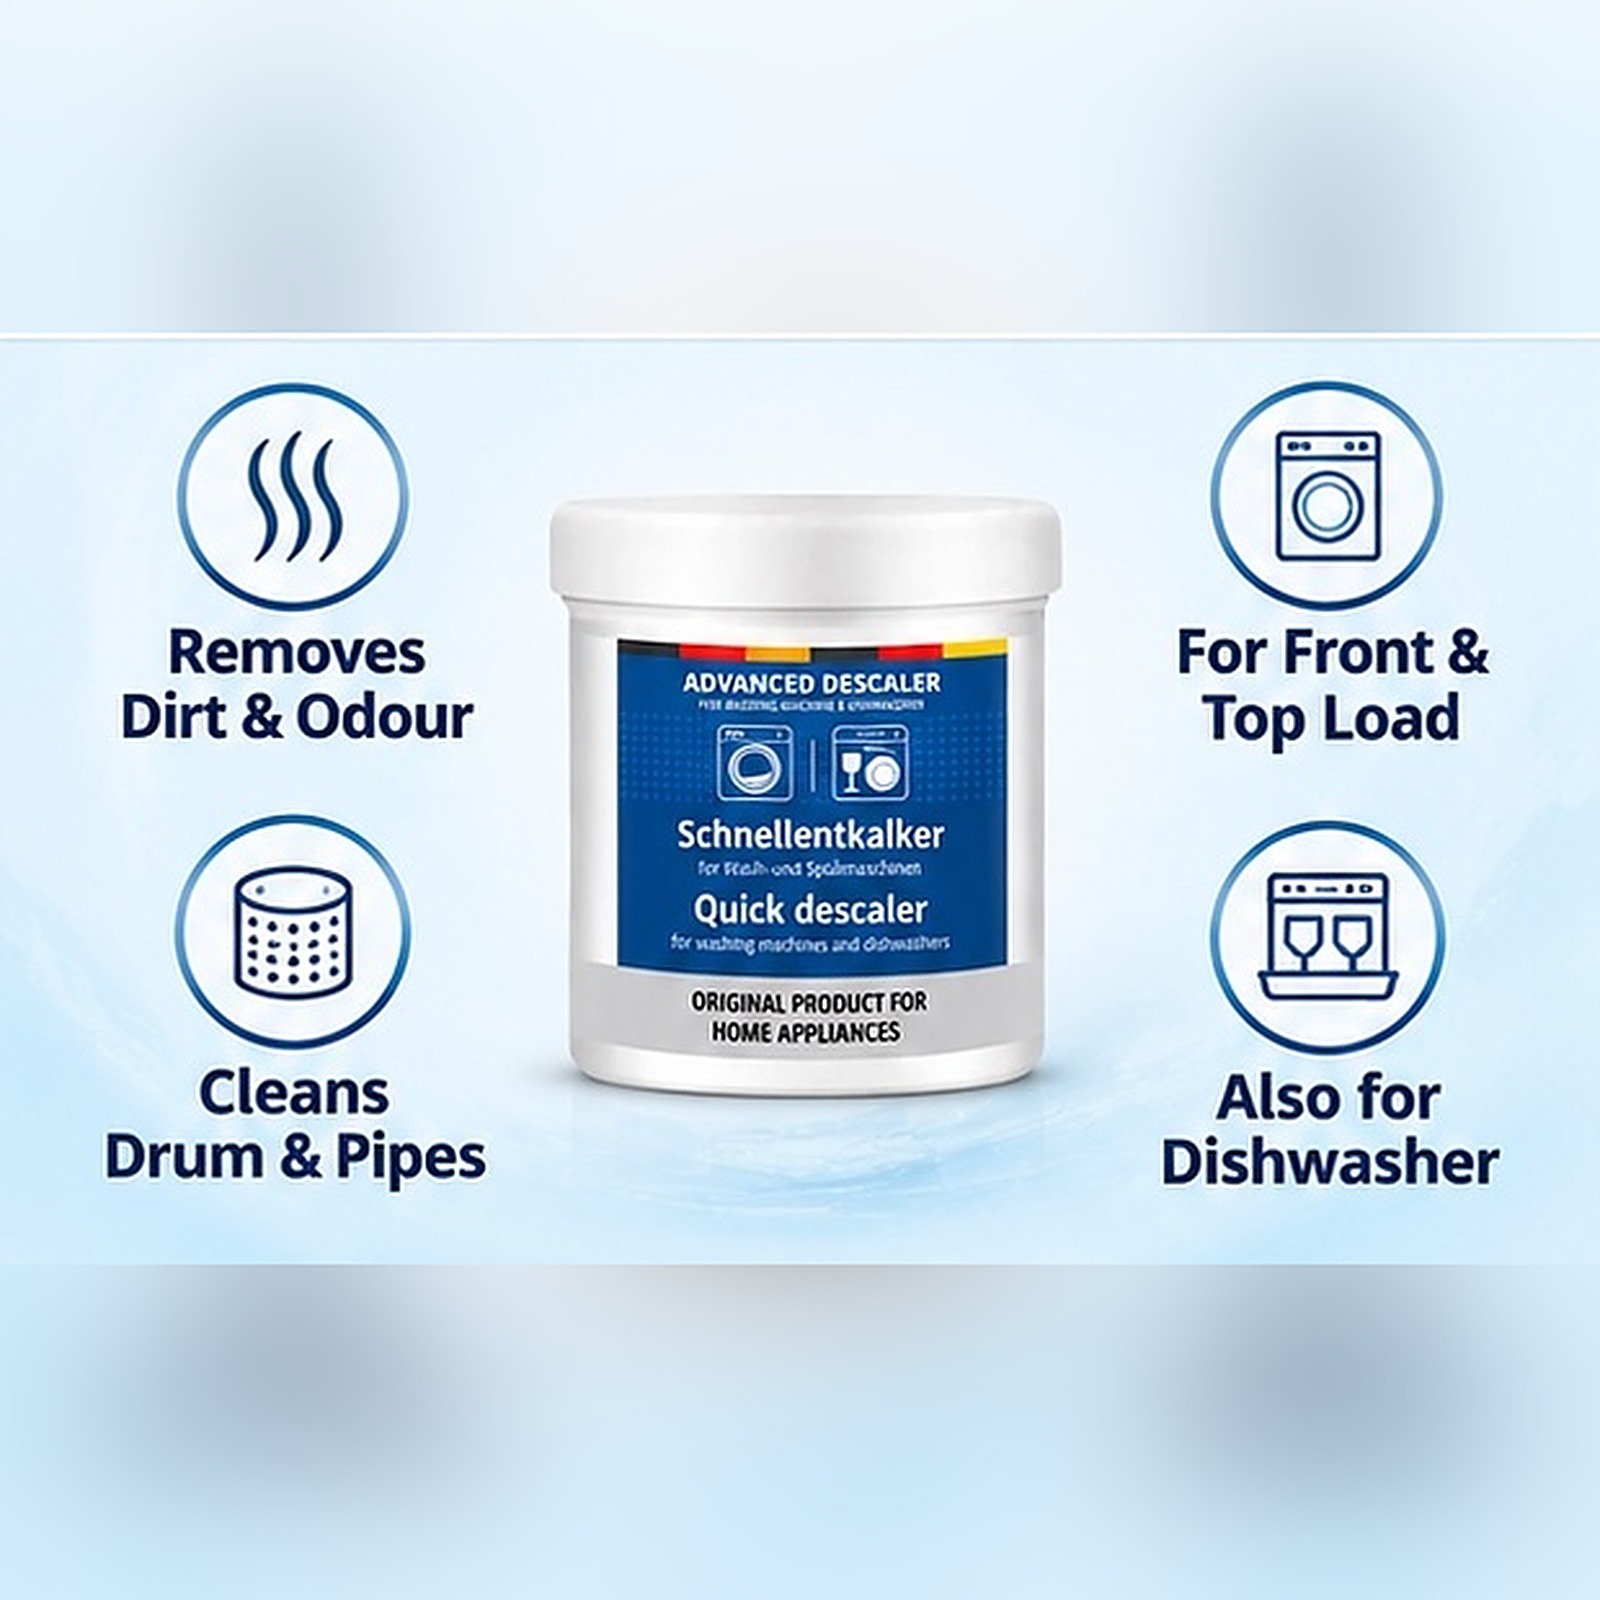 Removes
Dirt & Odour
Cleans
Drum & Pipes
ADVANCED DESCALER
Schnellentkalker
Quick descaler
for washing machines and dishwashers
ORIGINAL PRODUCT FOR
HOME APPLIANCES
For Front &
Top Load
Also for
Dishwasher